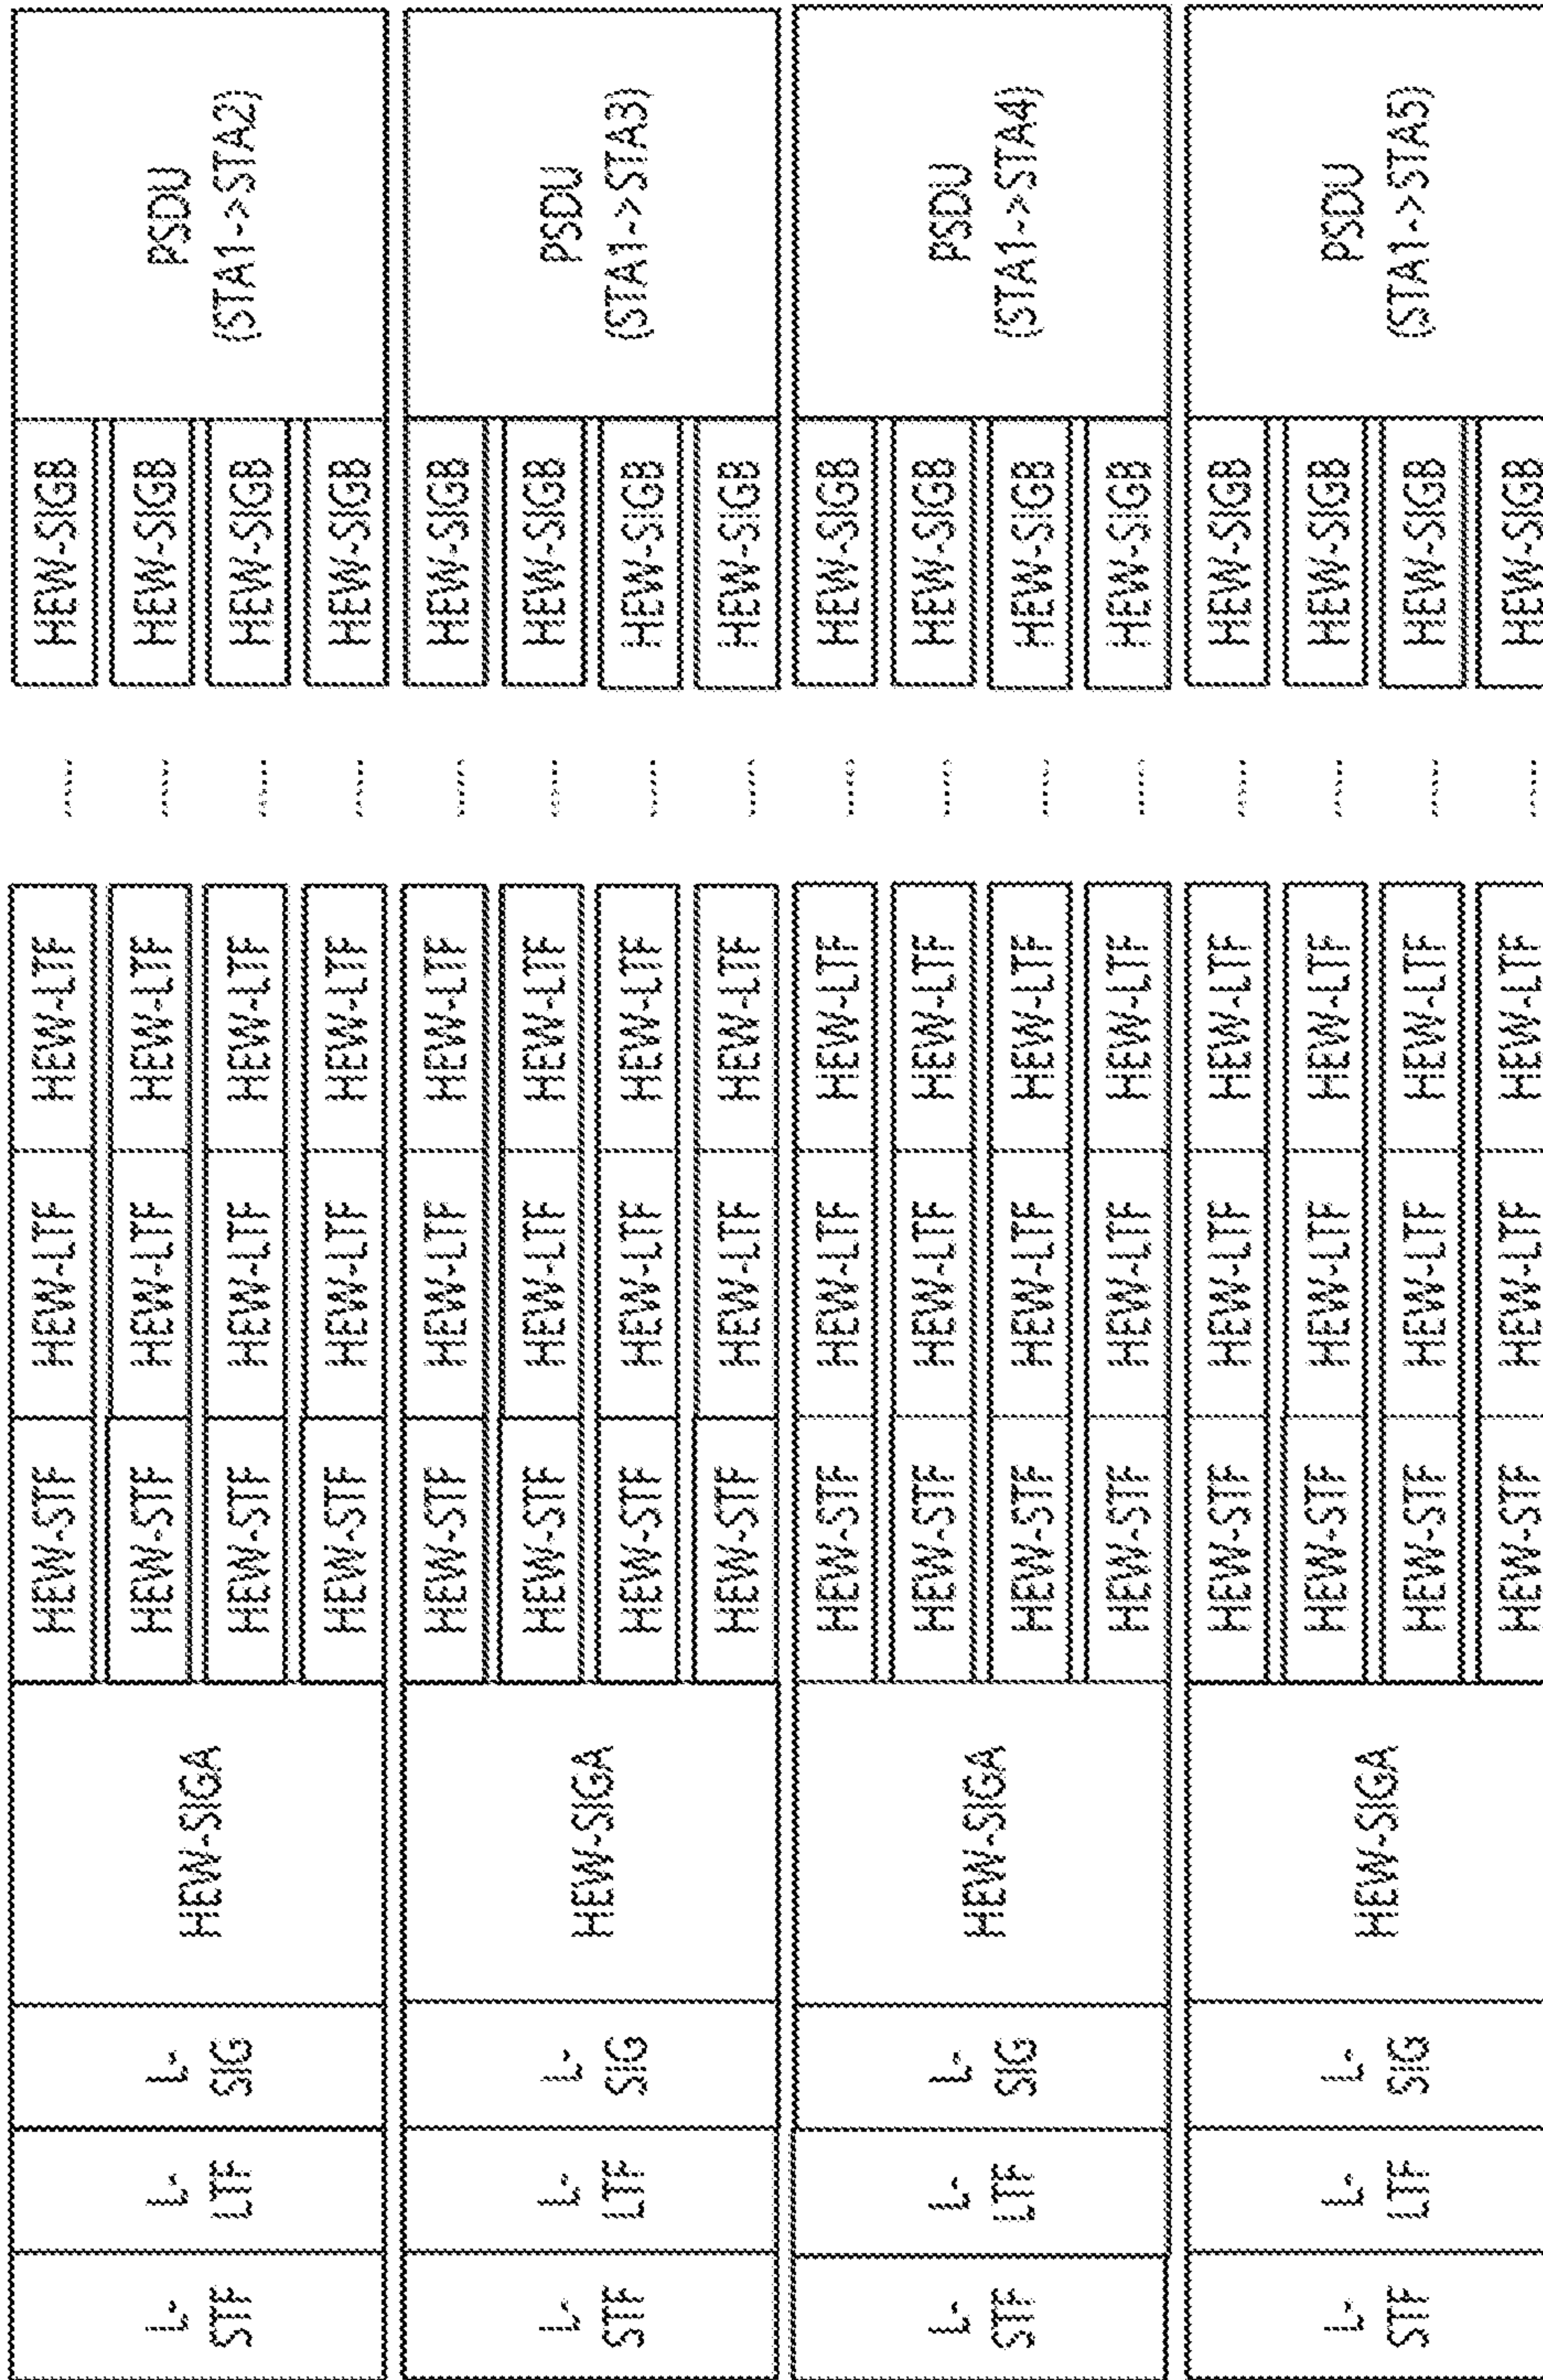 L-
STF
L-
LTF
L-
SIG
HEW-SIGA
HEW-STF HEW-LTF HEW-LTF ..... HEW-SIGB
HEW-STF HEW-LTF HEW-LTF ..... HEW-SIGB
HEW-STF HEW-LTF HEW-LTF ..... HEW-SIGB
HEW-STF HEW-LTF HEW-LTF ..... HEW-SIGB
PSDU
(STA1->STA2)
L-
STF
L-
LTF
L-
SIG
HEW-SIGA
HEW-STF HEW-LTF HEW-LTF ..... HEW-SIGB
HEW-STF HEW-LTF HEW-LTF ..... HEW-SIGB
HEW-STF HEW-LTF HEW-LTF ..... HEW-SIGB
HEW-STF HEW-LTF HEW-LTF ..... HEW-SIGB
PSDU
(STA1->STA3)
L-
STF
L-
LTF
L-
SIG
HEW-SIGA
HEW-STF HEW-LTF HEW-LTF ..... HEW-SIGB
HEW-STF HEW-LTF HEW-LTF ..... HEW-SIGB
HEW-STF HEW-LTF HEW-LTF ..... HEW-SIGB
HEW-STF HEW-LTF HEW-LTF ..... HEW-SIGB
PSDU
(STA1->STA4)
L-
STF
L-
LTF
L-
SIG
HEW-SIGA
HEW-STF HEW-LTF HEW-LTF ..... HEW-SIGB
HEW-STF HEW-LTF HEW-LTF ..... HEW-SIGB
HEW-STF HEW-LTF HEW-LTF ..... HEW-SIGB
HEW-STF HEW-LTF HEW-LTF ..... HEW-SIGB
PSDU
(STA1->STA5)